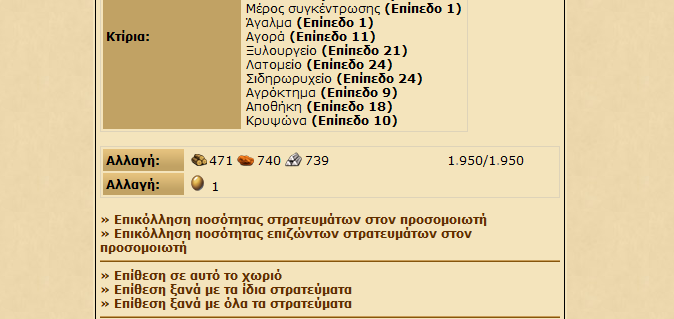 Μέρος συγκέντρωσης (Επίπεδο 1)
Άγαλμα (Επίπεδο 1)
Κτίρια: Αγορά (Επίπεδο 11)
Ξυλουργείο (Επίπεδο 21)
Λατομείο (Επίπεδο 24)
Σιδηρωρυχείο (Επίπεδο 24)
Αγρόκτημα (Επίπεδο 9)
Αποθήκη (Επίπεδο 18)
Κρυψώνα (Επίπεδο 10)
Αλλαγή: 471 740 739 1.950/1.950
Αλλαγή: 1
» Επικόλληση ποσότητας στρατευμάτων στον προσομοιωτή
» Επικόλληση ποσότητας επιζώντων στρατευμάτων στον
προσομοιωτή
» Επίθεση σε αυτό το χωριό
» Επίθεση ξανά με τα ίδια στρατεύματα
» Επίθεση ξανά με όλα τα στρατεύματα